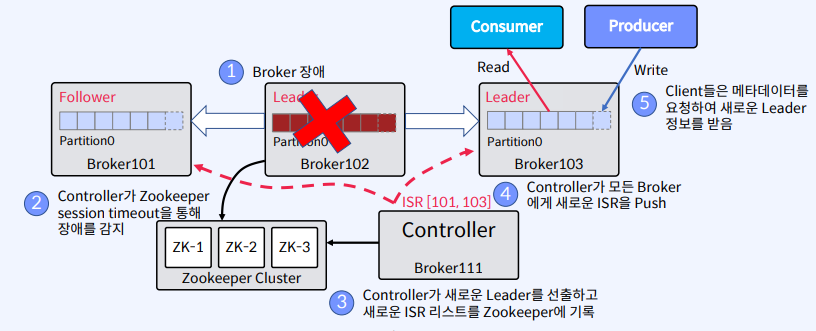 Consumer
Producer
1
Broker 장애
Read
Write
Follower
Partition0
Broker101
Leader
Partition0
Broker102
Leader
Partition0
Broker103
5
Client들은 메타데이터를
요청하여 새로운 Leader
정보를 받음
2
Controller가 Zookeeper
session timeout을 통해
장애를 감지
4
Controller가 모든 Broker
에게 새로운 ISR을 Push
ISR [101, 103]
ZK-1
ZK-2
ZK-3
Zookeeper Cluster
Controller
Broker111
3
Controller가 새로운 Leader를 선출하고
새로운 ISR 리스트를 Zookeeper에 기록